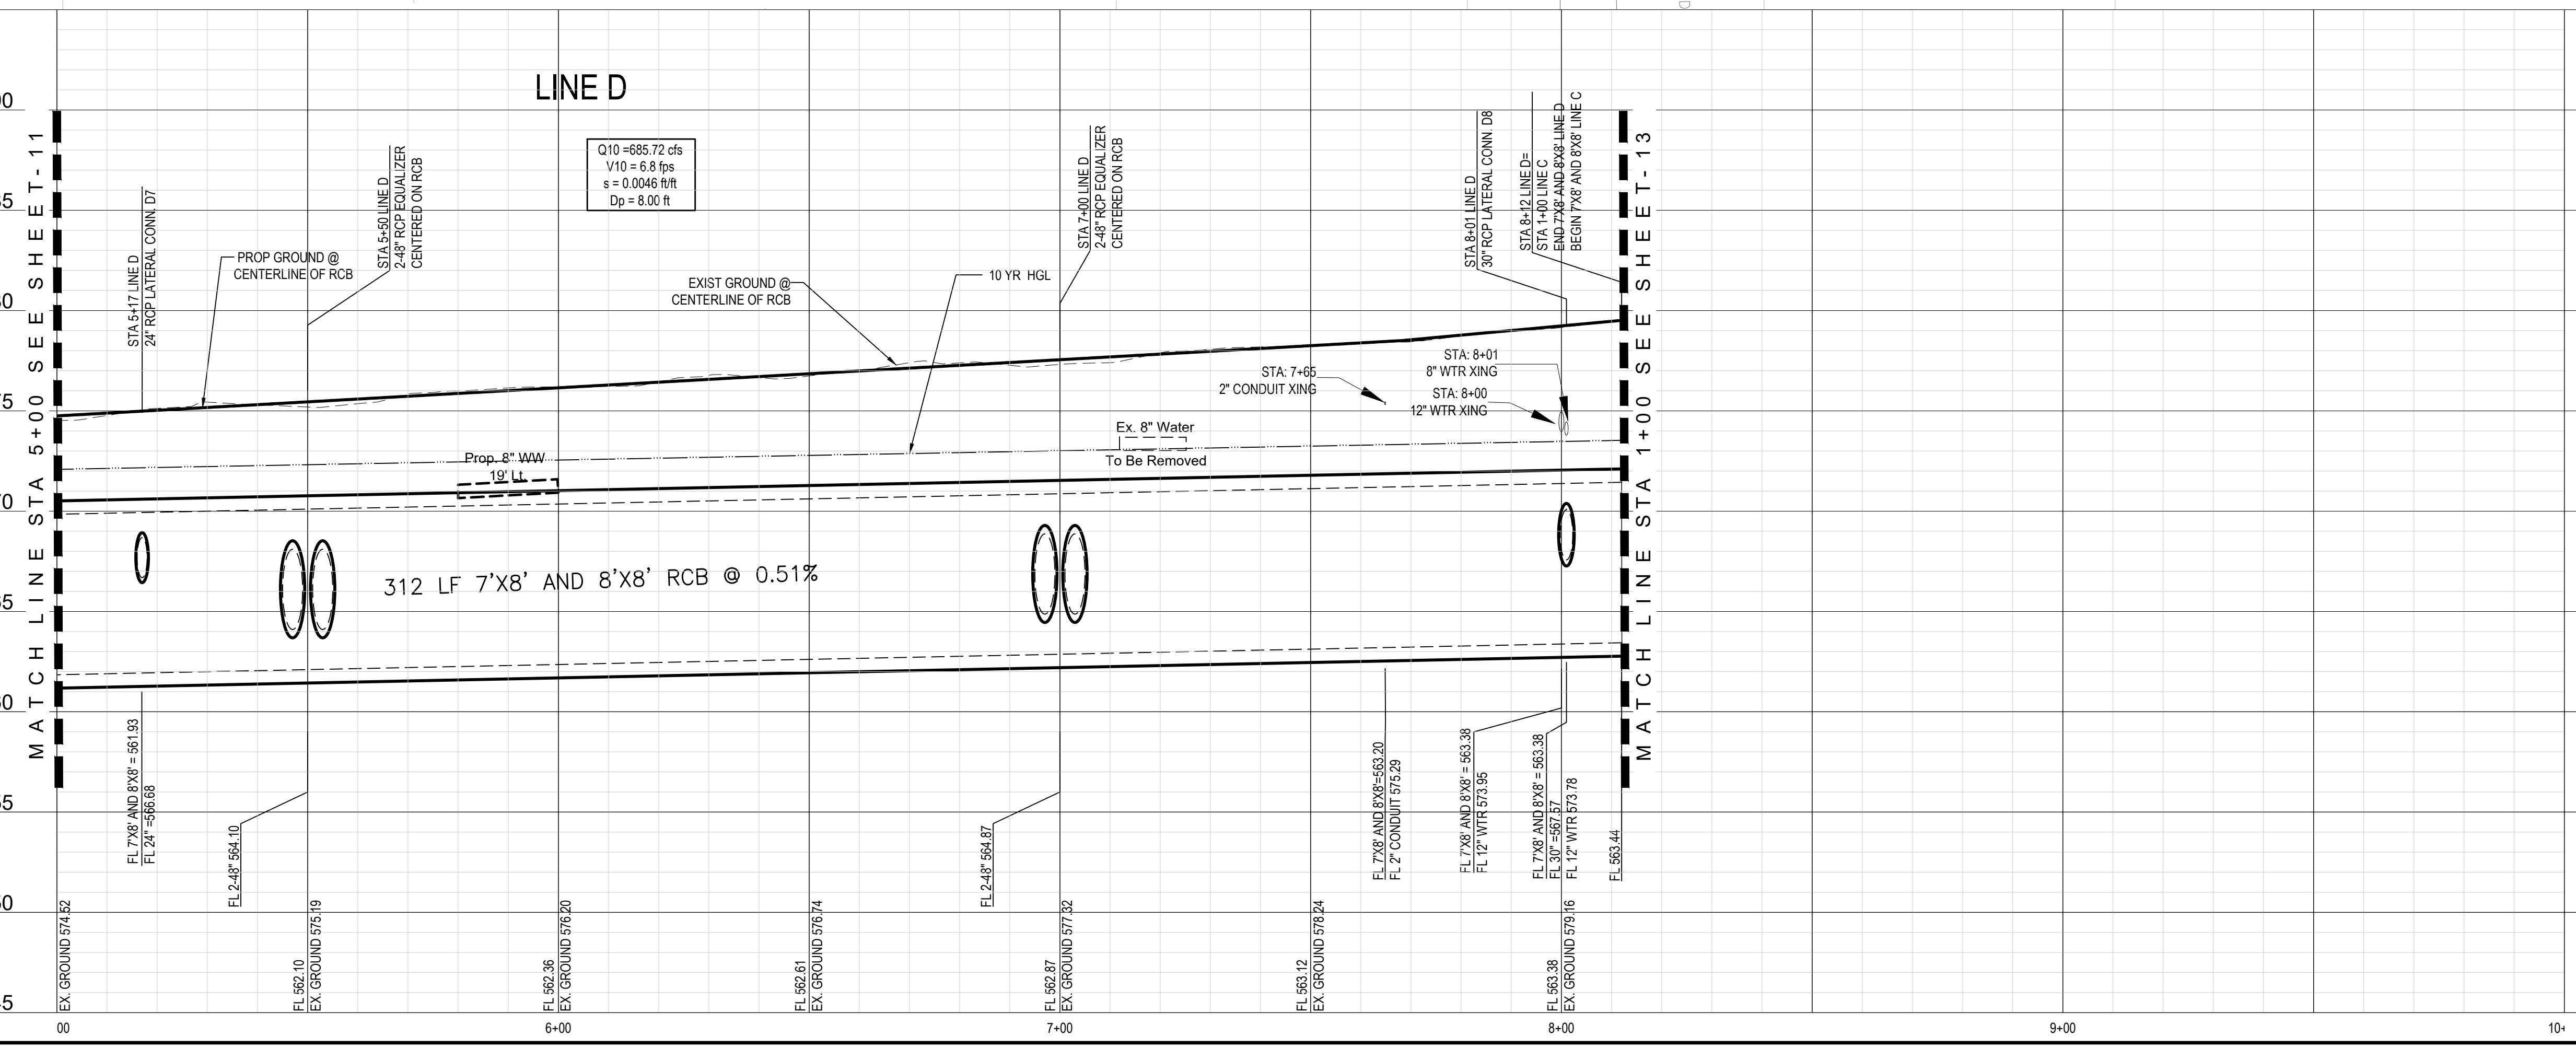 LINE D
Q10 =685.72 cfs
V10 = 6.8 fps
s = 0.0046 ft/ft
Dp = 8.00 ft
MATCH LINE STA 5+00 SEE SHEET-11
STA 5+17 LINE D
24" RCP LATERAL CONN. D7
PROP GROUND @
CENTERLINE OF RCB
STA 5+50 LINE D
2-48" RCP EQUALIZER
CENTERED ON RCB
EXIST GROUND @
CENTERLINE OF RCB
10 YR HGL
STA 7+00 LINE D
2-48" RCP EQUALIZER
CENTERED ON RCB
STA 8+01 LINE D
30" RCP LATERAL CONN. D8
STA 8+12 LINE D=
STA 1+00 LINE C
END 7'X8' AND 8'X8' LINE D
BEGIN 7'X8' AND 8'X8' LINE C
MATCH LINE STA 1+00 SEE SHEET-13
STA: 7+65
2" CONDUIT XING
STA: 8+01
8" WTR XING
STA: 8+00
12" WTR XING
Ex. 8" Water
To Be Removed
Prop. 8" WW
19' Lt.
312 LF 7'X8' AND 8'X8' RCB @ 0.51%
FL 7'X8' AND 8'X8' = 561.93
FL 24" =566.68
FL 2-48" 564.10
FL 2-48" 564.87
FL 7'X8' AND 8'X8'=563.20
FL 2" CONDUIT 575.29
FL 7'X8' AND 8'X8' = 563.38
FL 12" WTR 573.95
FL 7'X8' AND 8'X8' = 563.38
FL 30" =567.57
FL 12" WTR 573.78
FL 563.44
EX. GROUND 574.52
FL 562.10
EX. GROUND 575.19
FL 562.36
EX. GROUND 576.20
FL 562.61
EX. GROUND 576.74
FL 562.87
EX. GROUND 577.32
FL 563.12
EX. GROUND 578.24
FL 563.38
EX. GROUND 579.16
00
6+00
7+00
8+00
9+00